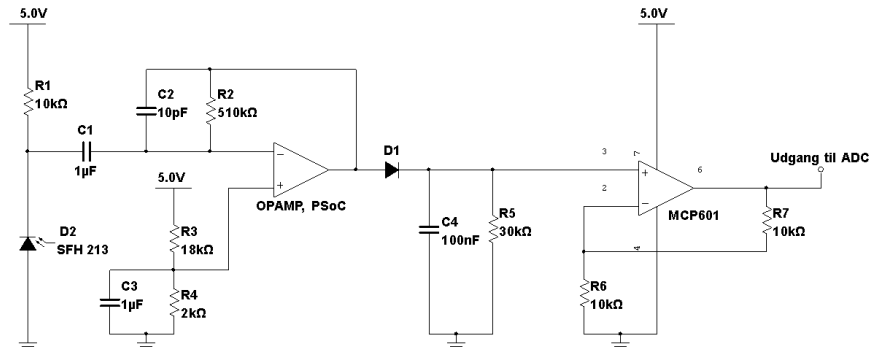 5.0V
5.0V
R1
10kΩ
C2
10pF
R2
510kΩ
C1
1µF
D1
3
7
6
Udgang til ADC
−
+
+
−
5.0V
OPAMP, PSoC
2
MCP601
D2
SFH 213
R3
18kΩ
C4
100nF
R5
30kΩ
R7
10kΩ
4
C3
1µF
R4
2kΩ
R6
10kΩ